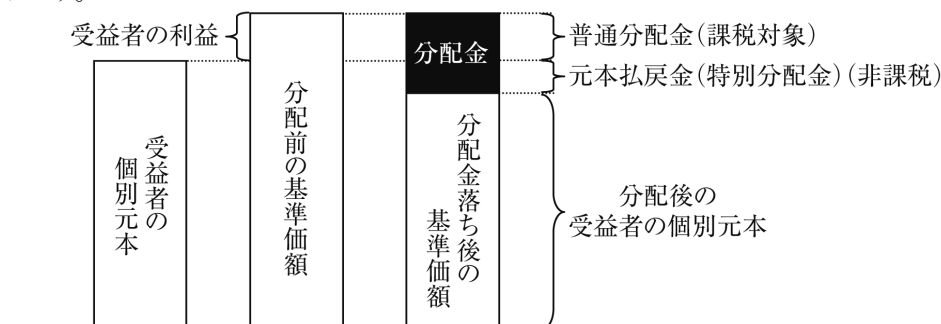 受益者の利益
分配金
普通分配金(課税対象)
元本払戻金(特別分配金)(非課税)
受益者の
個別元本
分配前の基準価額
分配金落ち後の
基準価額
分配後の
受益者の個別元本